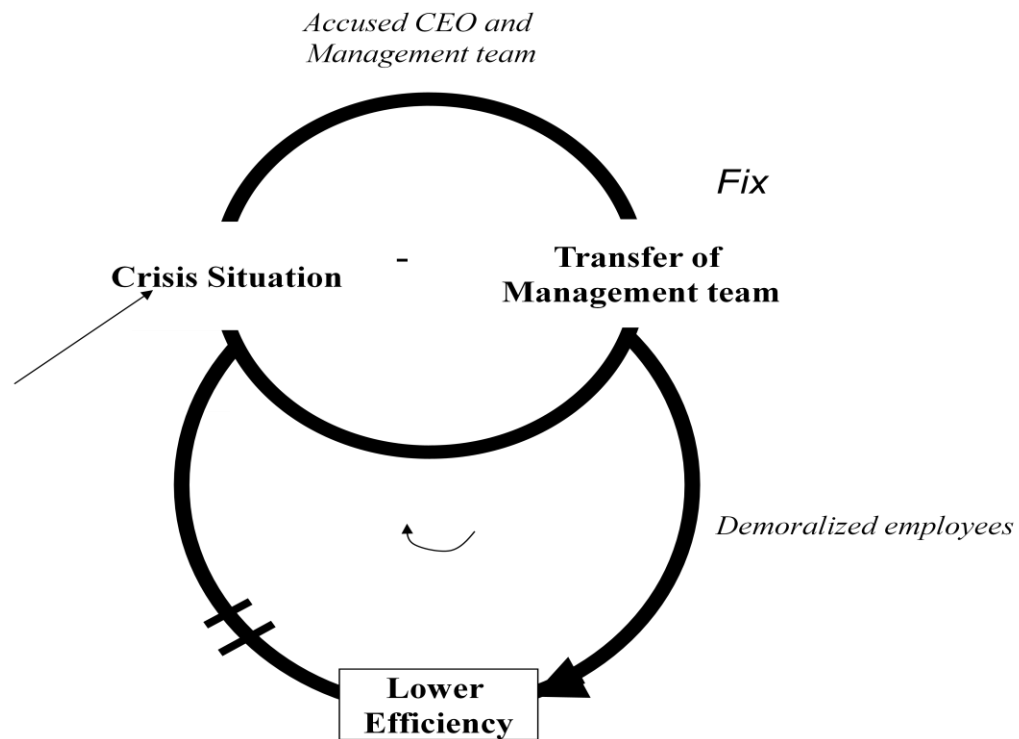 Accused CEO and
Management team
Fix
Crisis Situation
-
Transfer of
Management team
Demoralized employees
Lower
Efficiency